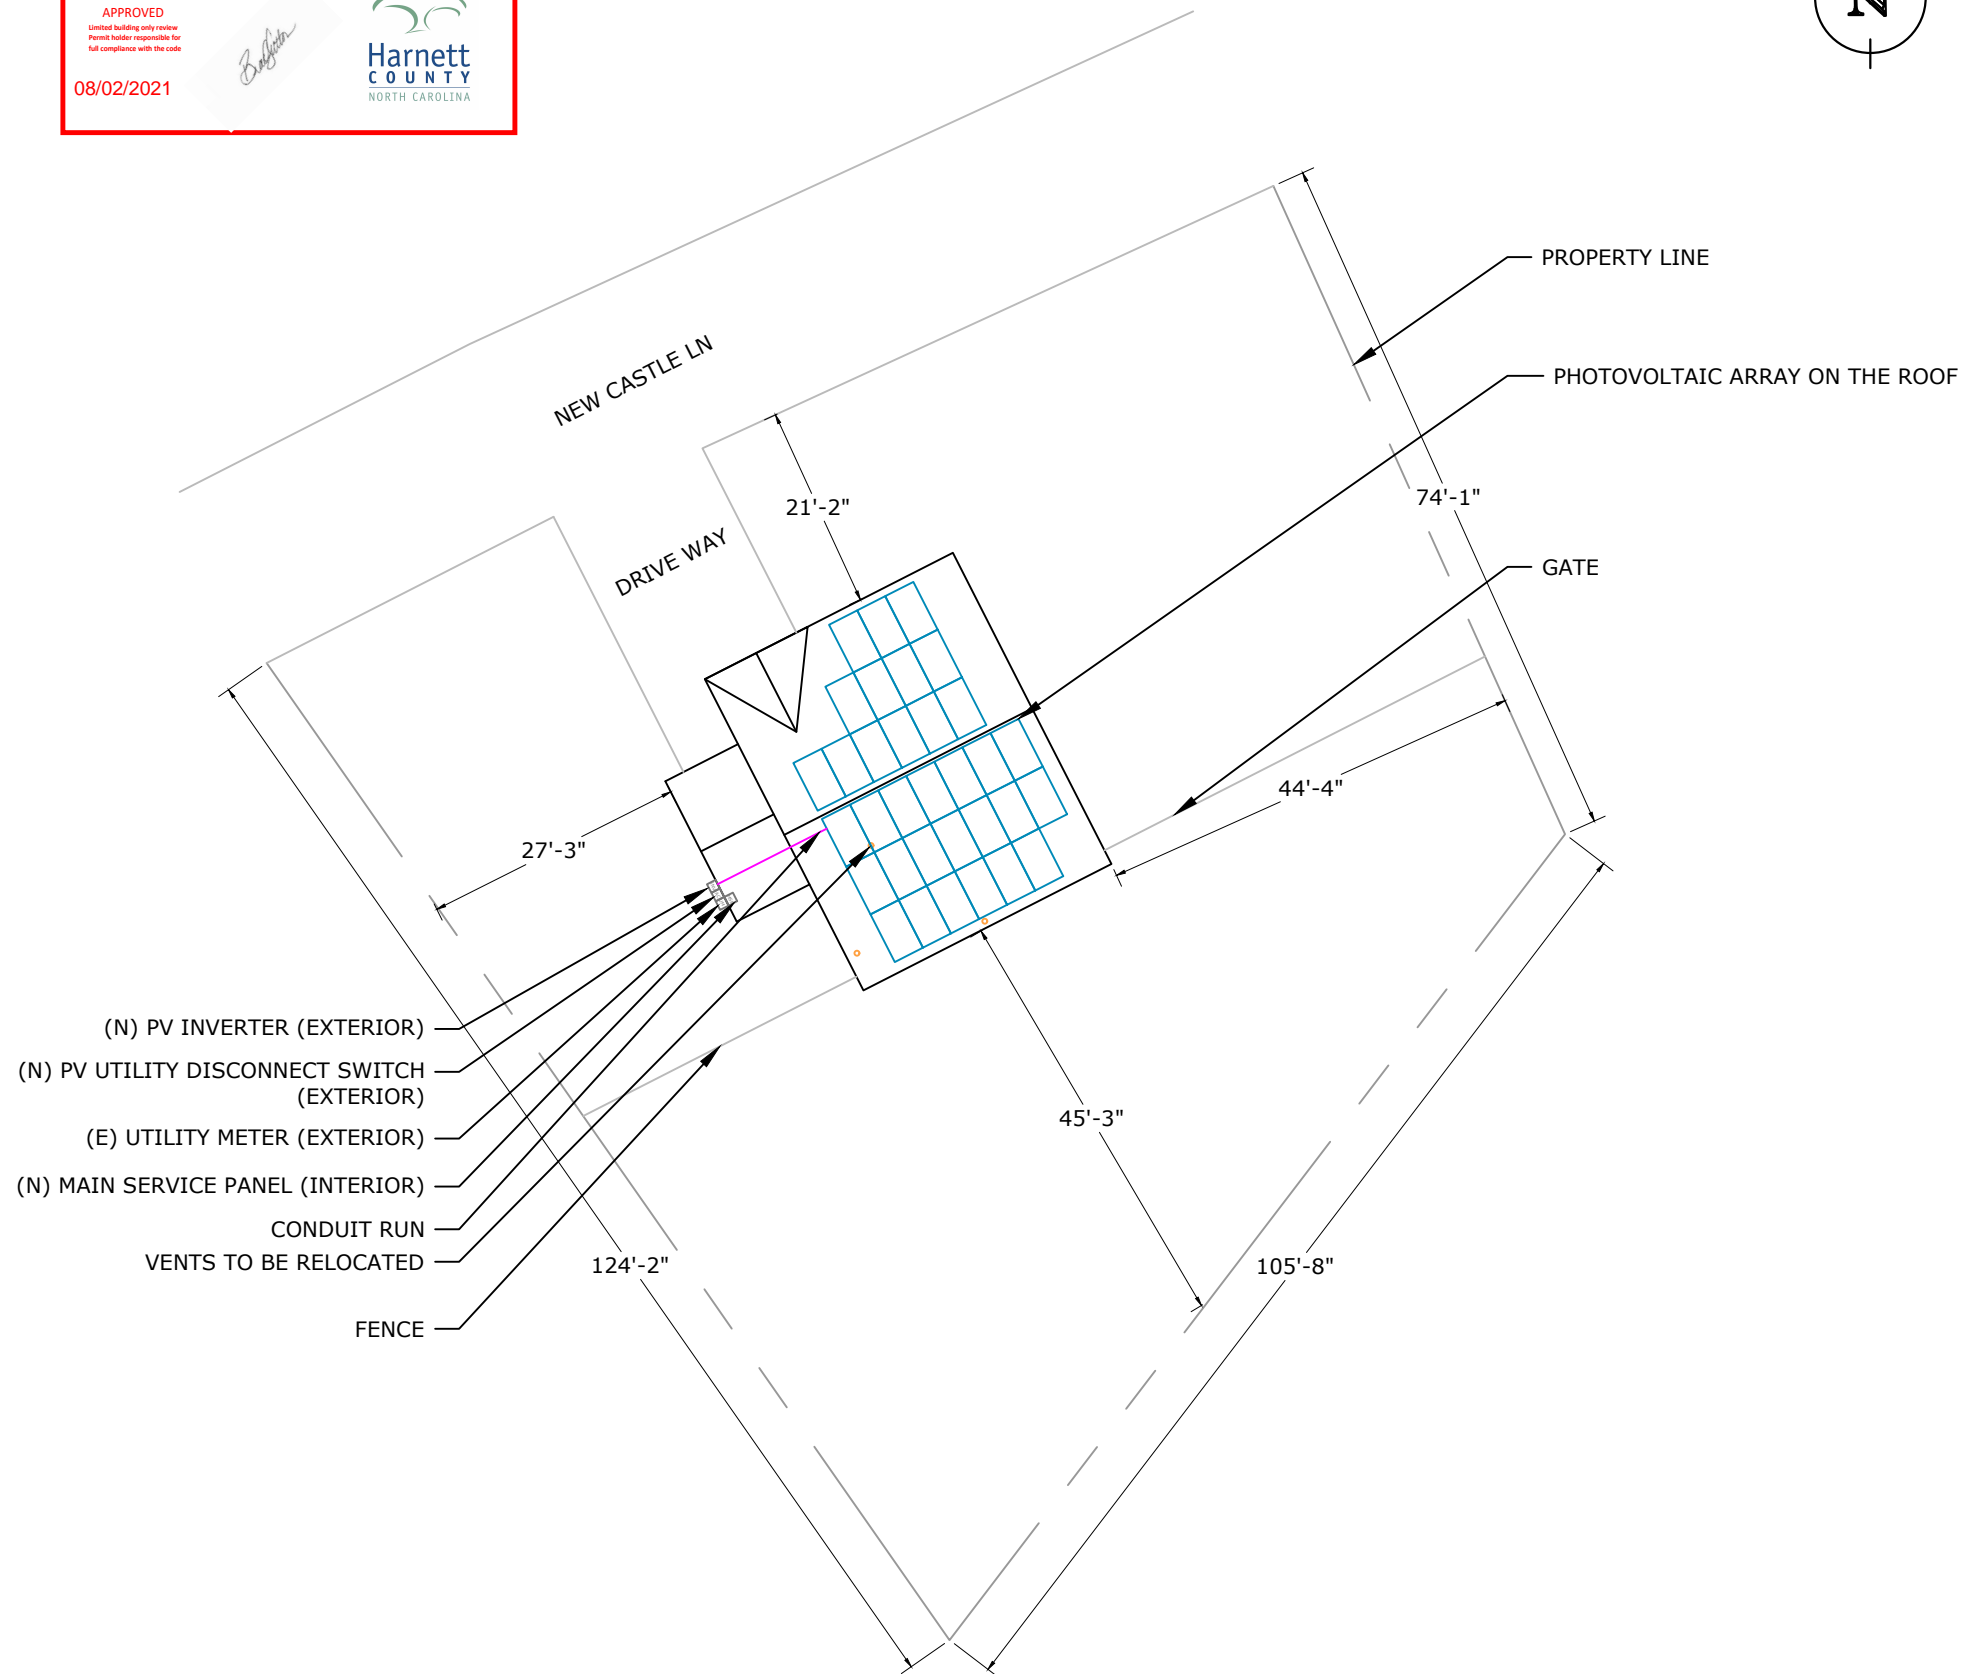 APPROVED
Limited building only review
Permit holder responsible for
full compliance with the code
08/02/2021
Harnett
COUNTY
NORTH CAROLINA
N
PROPERTY LINE
NEW CASTLE LN
PHOTOVOLTAIC ARRAY ON THE ROOF
74'-1"
21'-2"
DRIVE WAY
GATE
44'-4"
27'-3"
(N) PV INVERTER (EXTERIOR)
(N) PV UTILITY DISCONNECT SWITCH
(EXTERIOR)
45'-3"
(E) UTILITY METER (EXTERIOR)
(N) MAIN SERVICE PANEL (INTERIOR)
CONDUIT RUN
VENTS TO BE RELOCATED
124'-2"
105'-8"
FENCE